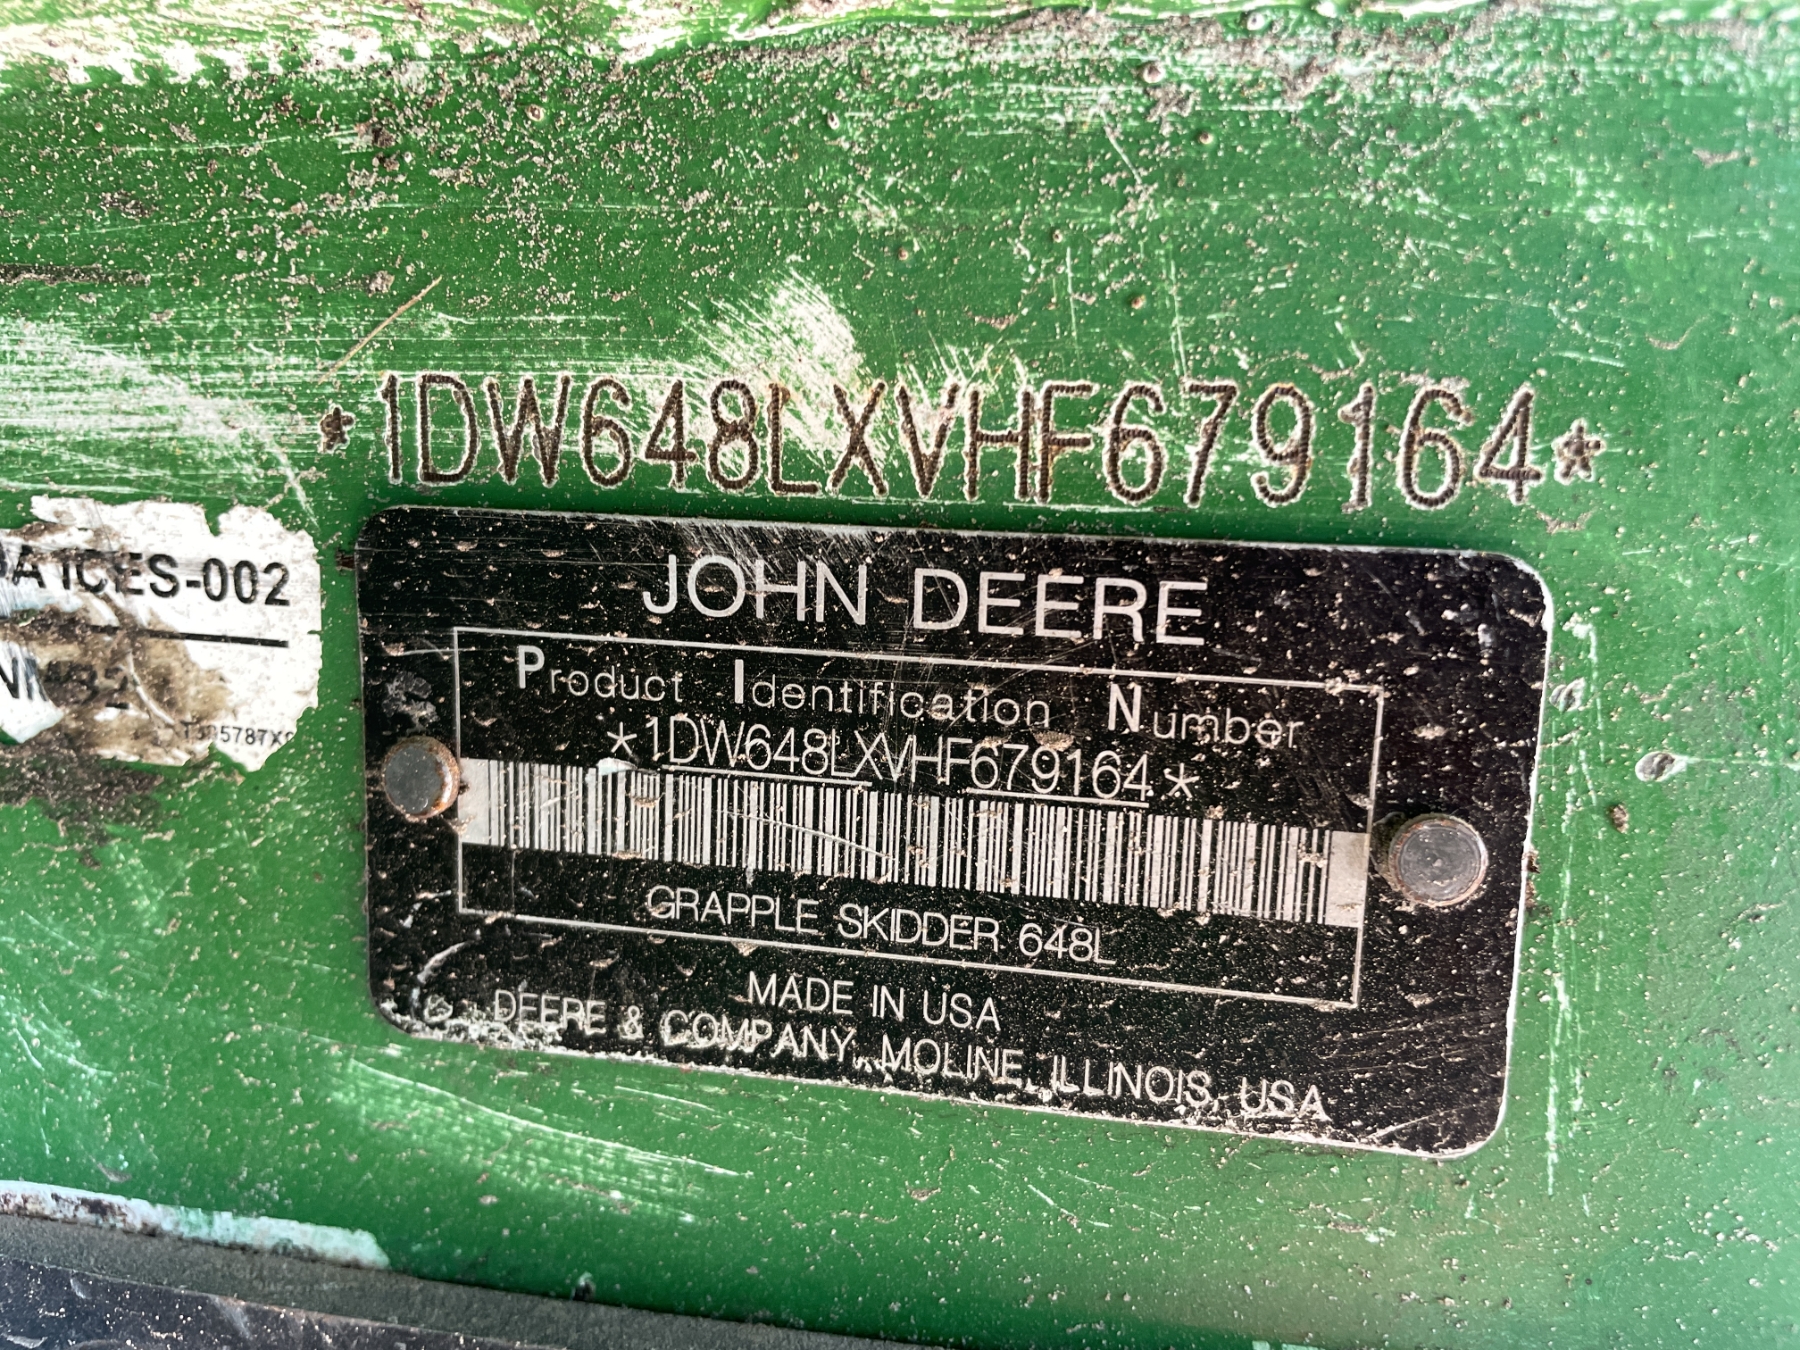 *1DW648LXVHF679164*
ICES-002
JOHN DEERE
Product Identification Number
*1DW648LXVHF679164*
GRAPPLE SKIDDER 648L
MADE IN USA
DEERE & COMPANY, MOLINE, ILLINOIS, USA